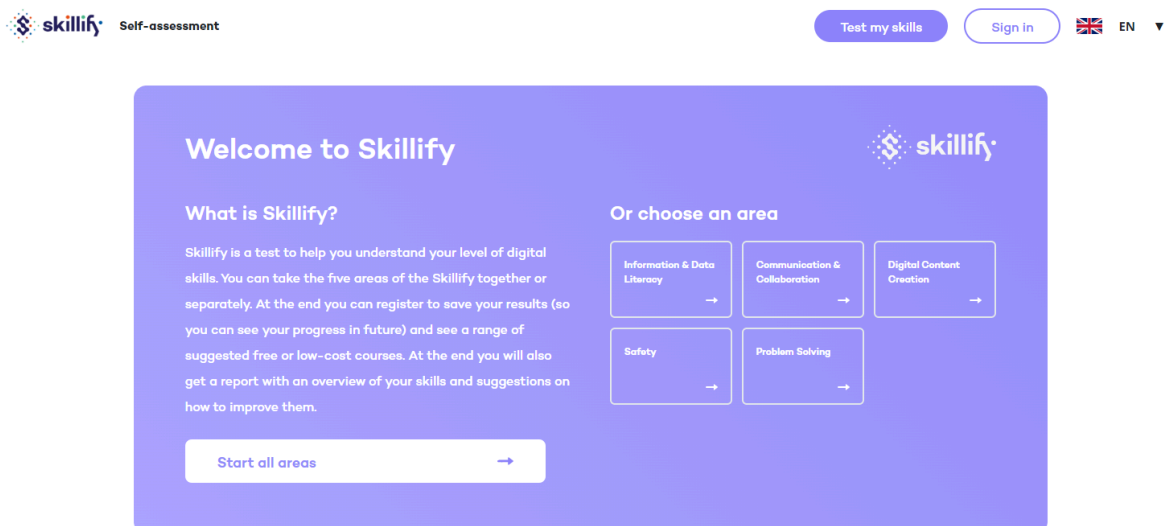 skillify
Self-assessment
Test my skills
Sign in
EN
Welcome to Skillify
skillify
What is Skillify?
Skillify is a test to help you understand your level of digital
skills. You can take the five areas of the Skillify together or
separately. At the end you can register to save your results (so
you can see your progress in future) and see a range of
suggested free or low-cost courses. At the end you will also
get a report with an overview of your skills and suggestions on
how to improve them.
Start all areas
Or choose an area
Information & Data
Literacy
Communication &
Collaboration
Digital Content
Creation
Safety
Problem Solving